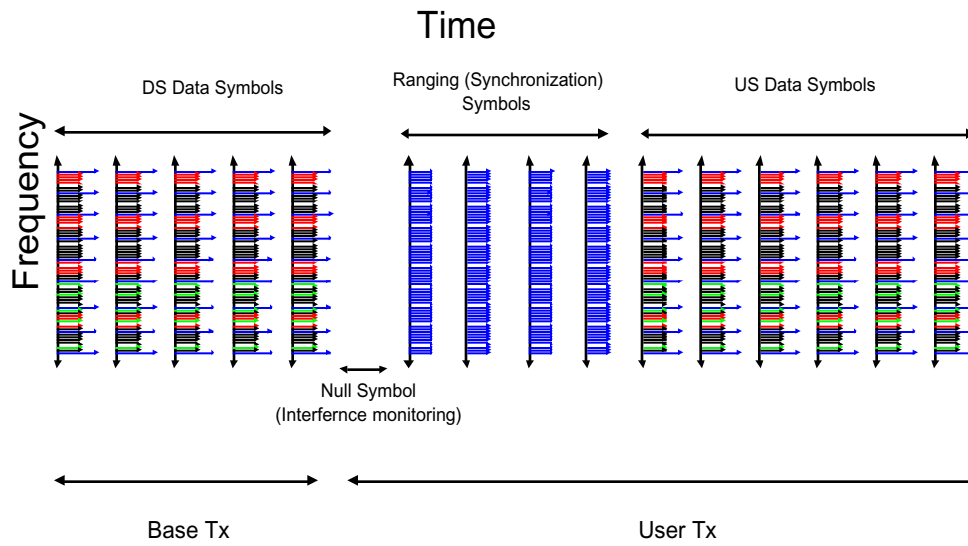 Time
DS Data Symbols
Ranging (Synchronization)
Symbols
US Data Symbols
Frequency
Null Symbol
(Interfernce monitoring)
Base Tx
User Tx